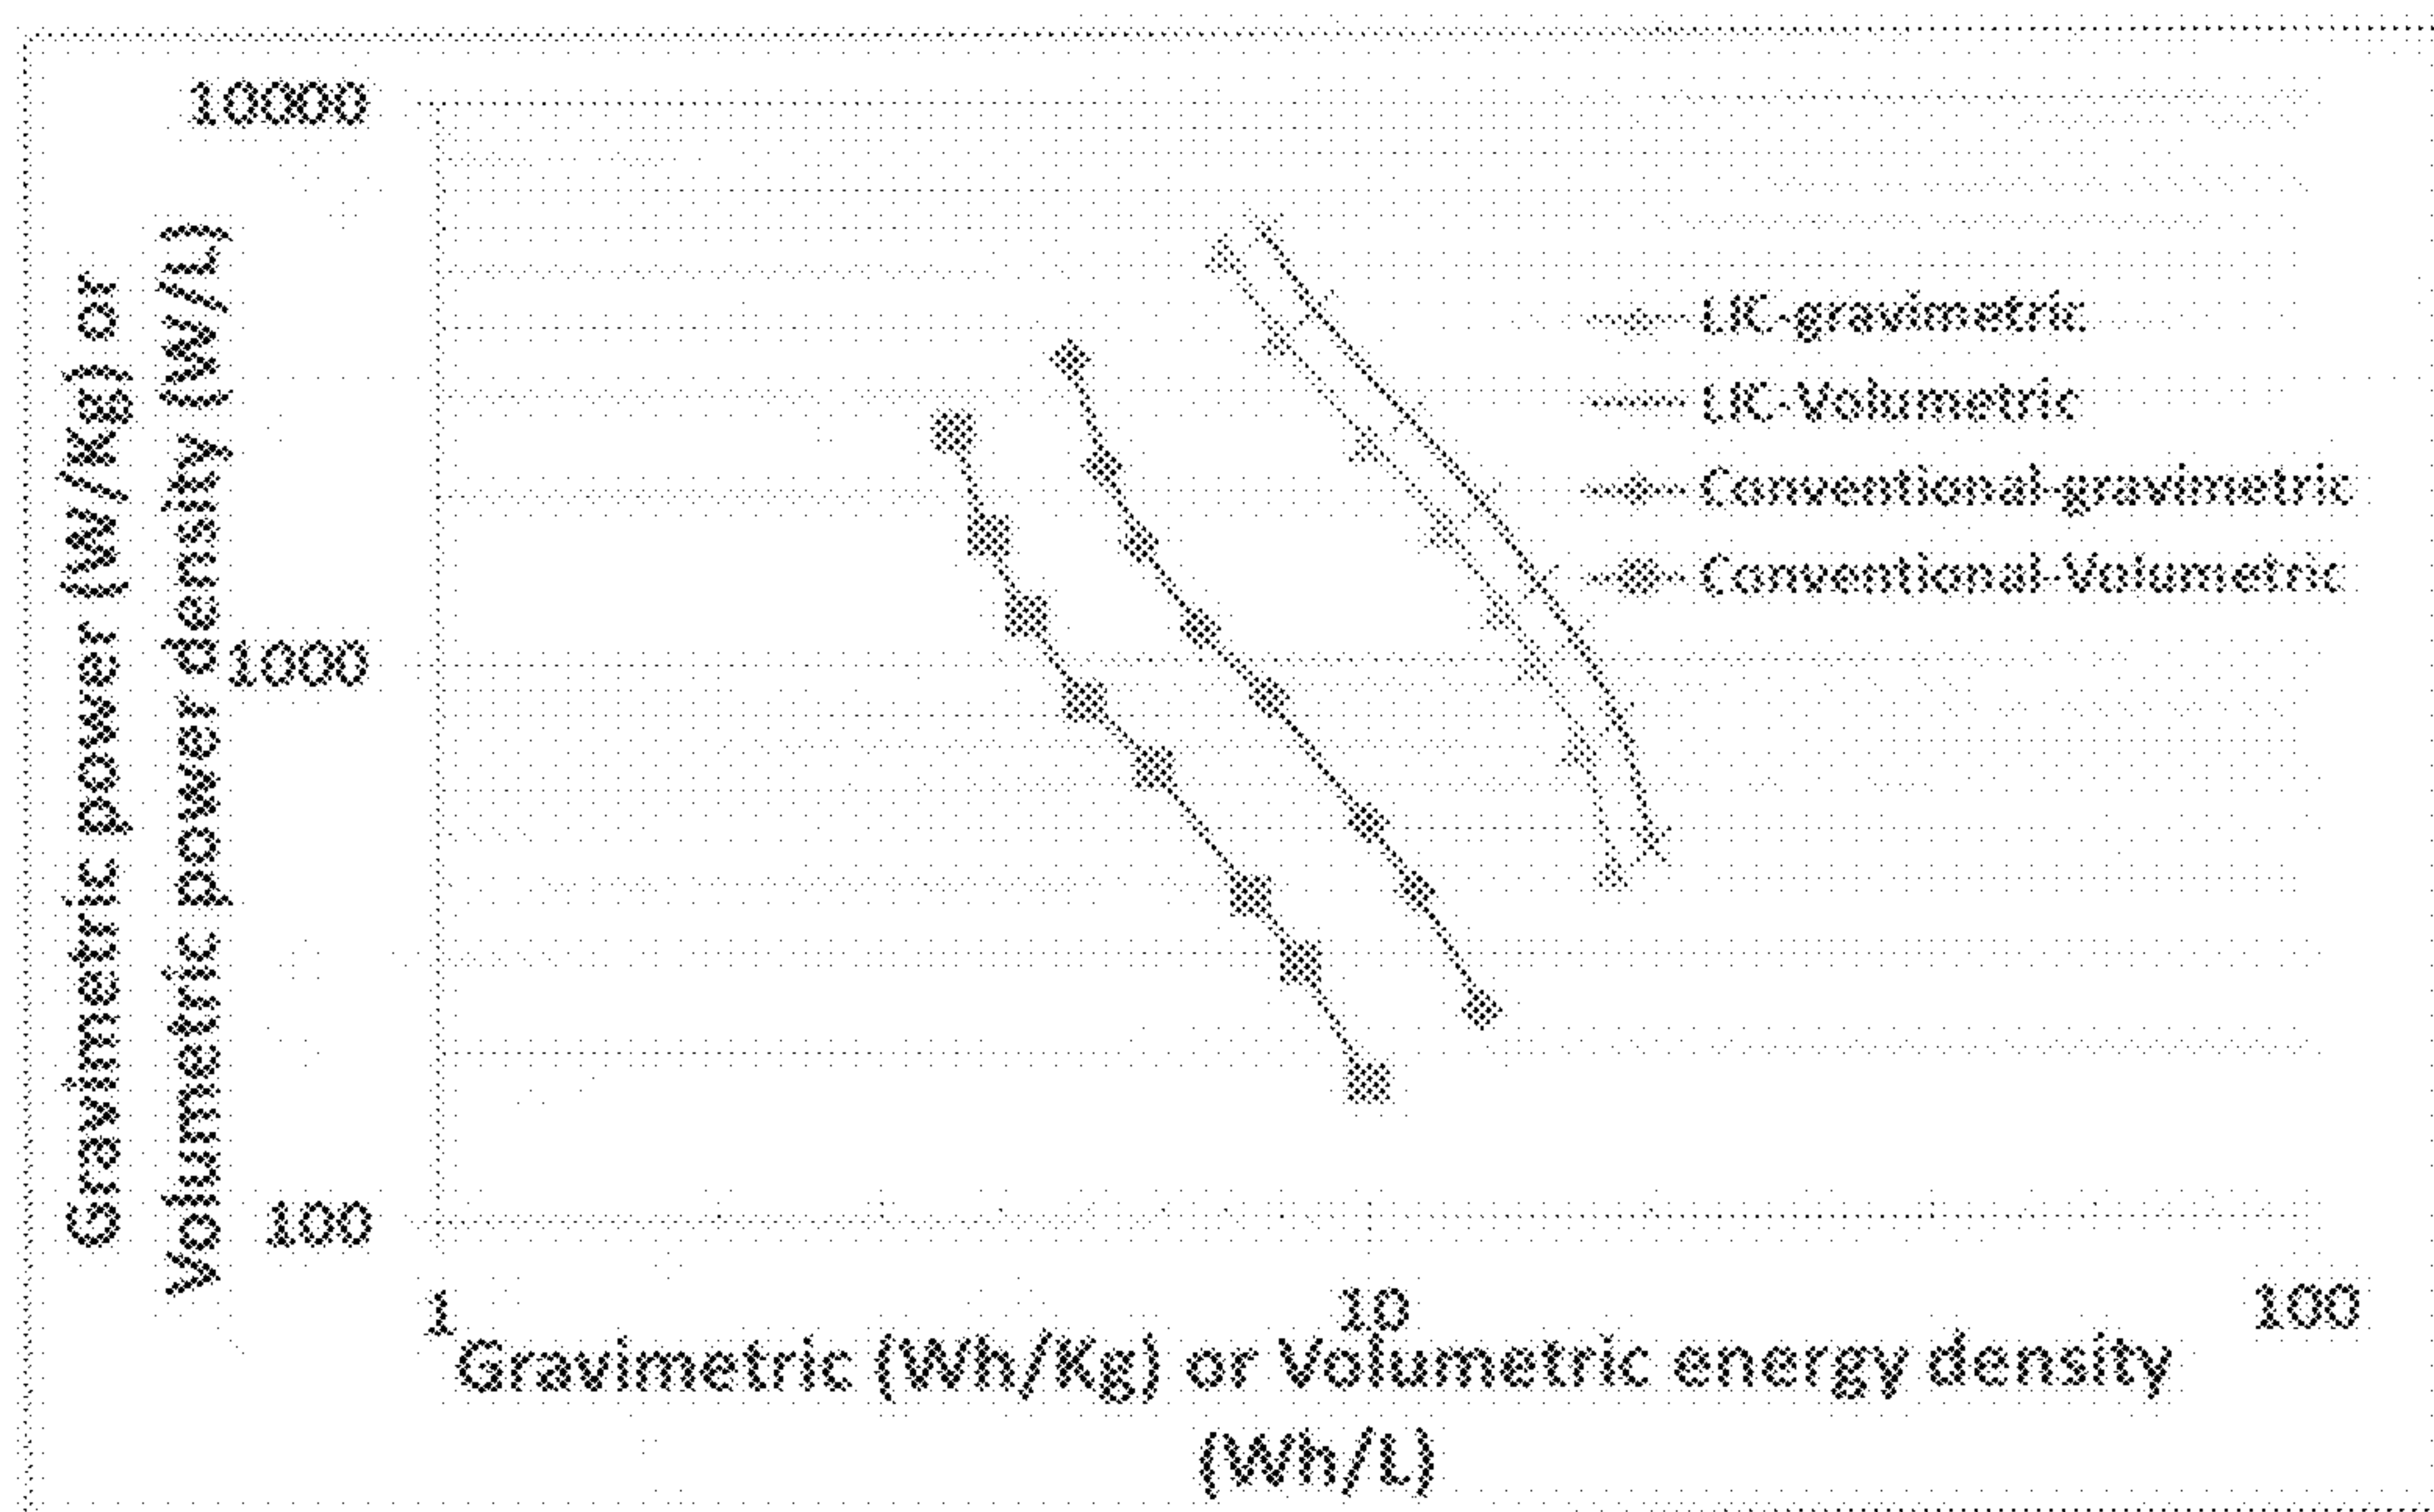 Gravimetric power (W/Kg) or
volumetric power density (W/L)
10000
1000
100
LIC-gravimetric
LIC-Volumetric
Conventional-gravimetric
Conventional-Volumetric
1
10
100
Gravimetric (Wh/Kg) or Volumetric energy density
(Wh/L)